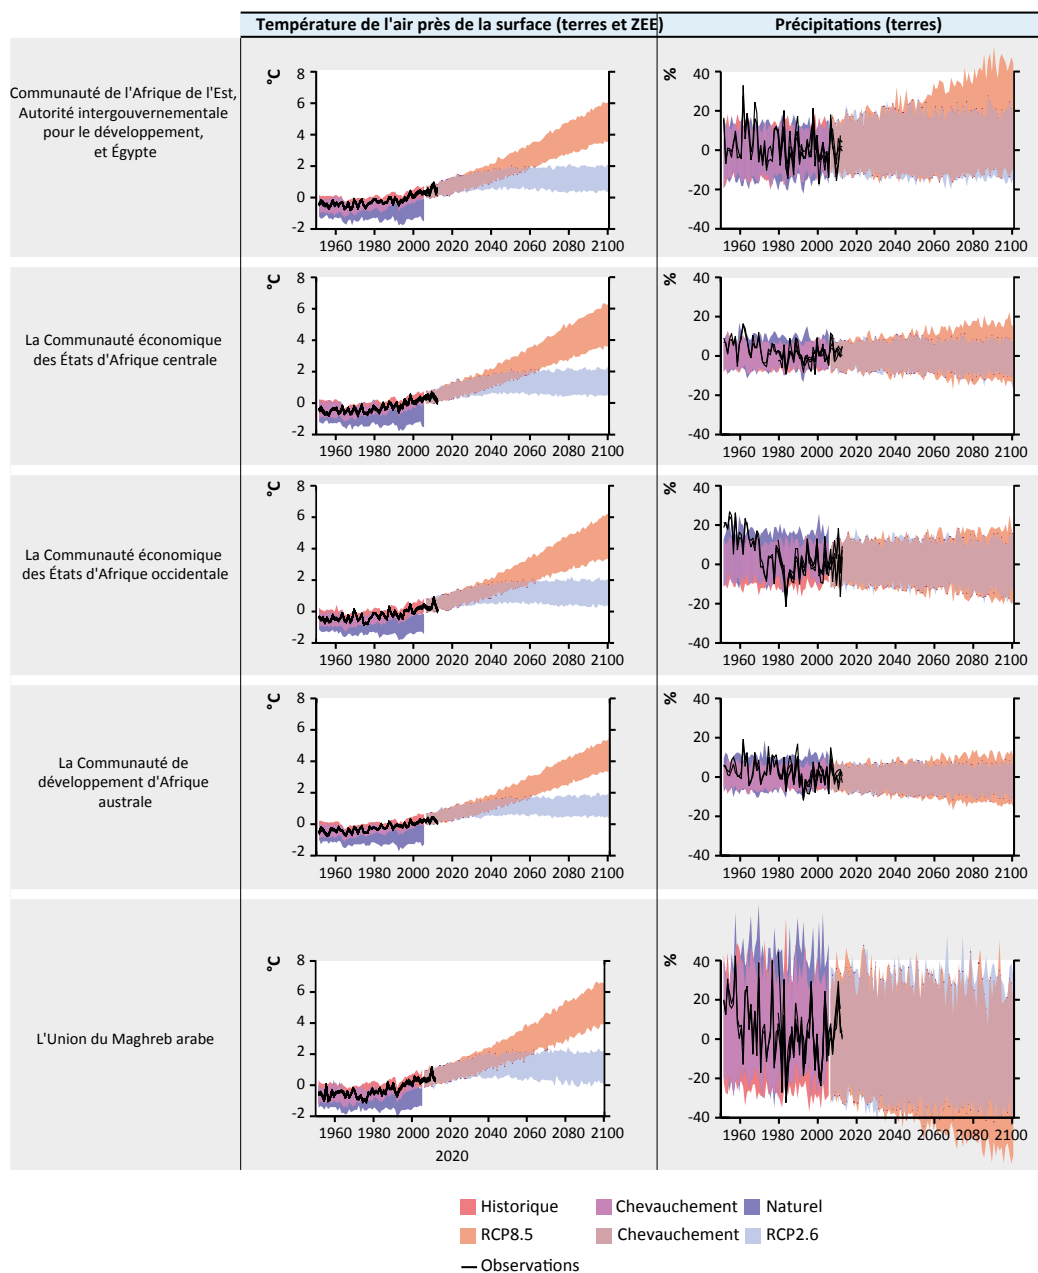 Température de l'air près de la surface (terres et ZEE)
Précipitations (terres)
Communauté de l'Afrique de l'Est,
Autorité intergouvernementale
pour le développement,
et Égypte
°C
8
6
4
2
0
-2
1960 1980 2000 2020 2040 2060 2080 2100
%
40
20
0
-20
-40
1960 1980 2000 2020 2040 2060 2080 2100
La Communauté économique
des États d'Afrique centrale
°C
8
6
4
2
0
-2
1960 1980 2000 2020 2040 2060 2080 2100
%
40
20
0
-20
-40
1960 1980 2000 2020 2040 2060 2080 2100
La Communauté économique
des États d'Afrique occidentale
°C
8
6
4
2
0
-2
1960 1980 2000 2020 2040 2060 2080 2100
%
40
20
0
-20
-40
1960 1980 2000 2020 2040 2060 2080 2100
La Communauté de
développement d'Afrique
australe
°C
8
6
4
2
0
-2
1960 1980 2000 2020 2040 2060 2080 2100
%
40
20
0
-20
-40
1960 1980 2000 2020 2040 2060 2080 2100
L'Union du Maghreb arabe
°C
8
6
4
2
0
-2
1960 1980 2000 2020 2040 2060 2080 2100
2020
%
40
20
0
-20
-40
1960 1980 2000 2020 2040 2060 2080 2100
Historique Chevauchement Naturel
RCP8.5 Chevauchement RCP2.6
Observations